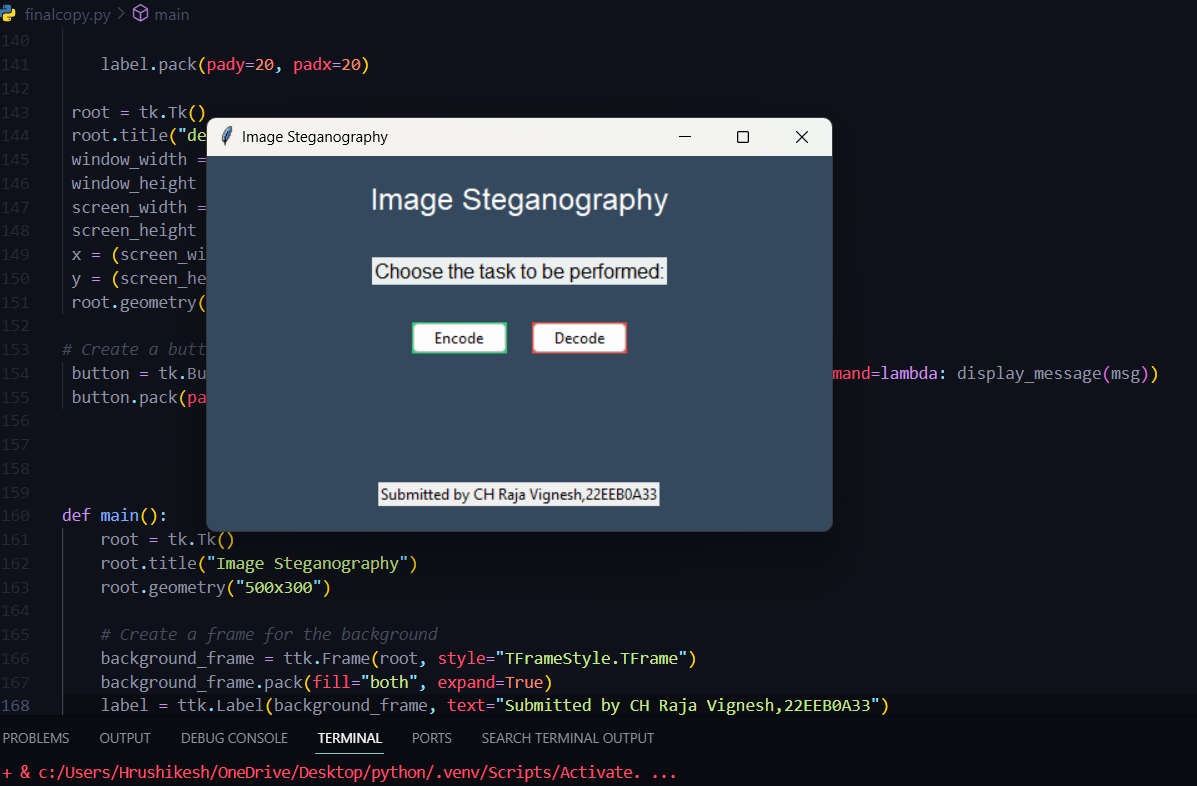 finalcopy.py > main
140
141 label.pack(pady=20, padx=20)
142
143 root = tk.Tk()
144 root.title("de
145 window_width =
146 window_height
147 screen_width =
148 screen_height
149 x = (screen_wi
150 y = (screen_he
151 root.geometry(
152
153 # Create a butt
154 button = tk.Bu mand=lambda: display_message(msg))
155 button.pack(pa
156
157
158
159
160 def main():
161 root = tk.Tk()
162 root.title("Image Steganography")
163 root.geometry("500x300")
164
165 # Create a frame for the background
166 background_frame = ttk.Frame(root, style="TFrameStyle.TFrame")
167 background_frame.pack(fill="both", expand=True)
168 label = ttk.Label(background_frame, text="Submitted by CH Raja Vignesh,22EEB0A33")
Image Steganography
Image Steganography
Choose the task to be performed:
Encode Decode
Submitted by CH Raja Vignesh,22EEB0A33
PROBLEMS OUTPUT DEBUG CONSOLE TERMINAL PORTS SEARCH TERMINAL OUTPUT
+ & c:/Users/Hrushikesh/OneDrive/Desktop/python/.venv/Scripts/Activate. ...